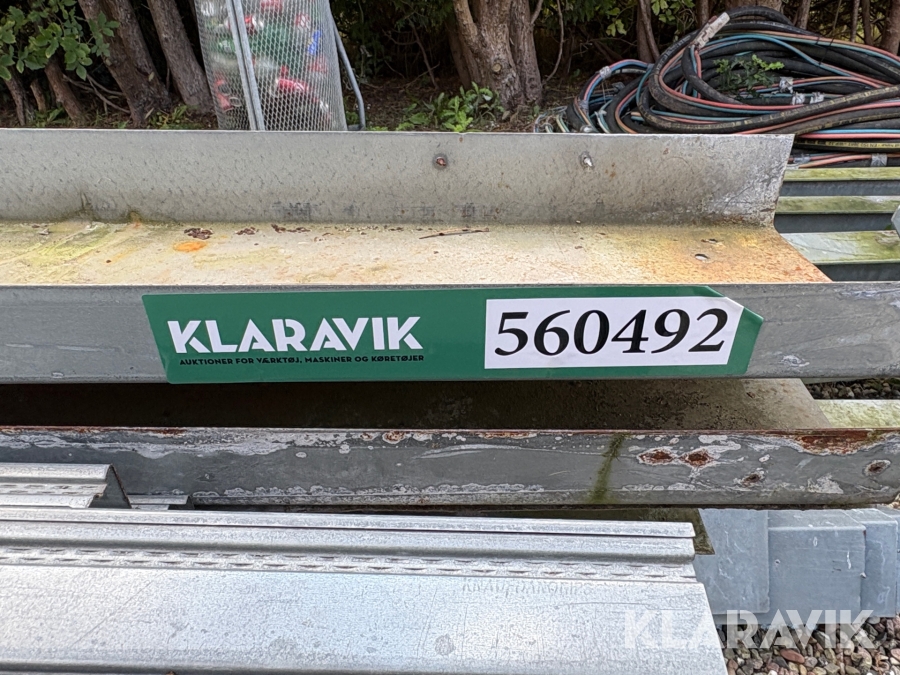 KLARAVIK
AUKTIONER FOR VÆRKTØJ, MASKINER OG KØRETØJER
560492
KLARAVIK